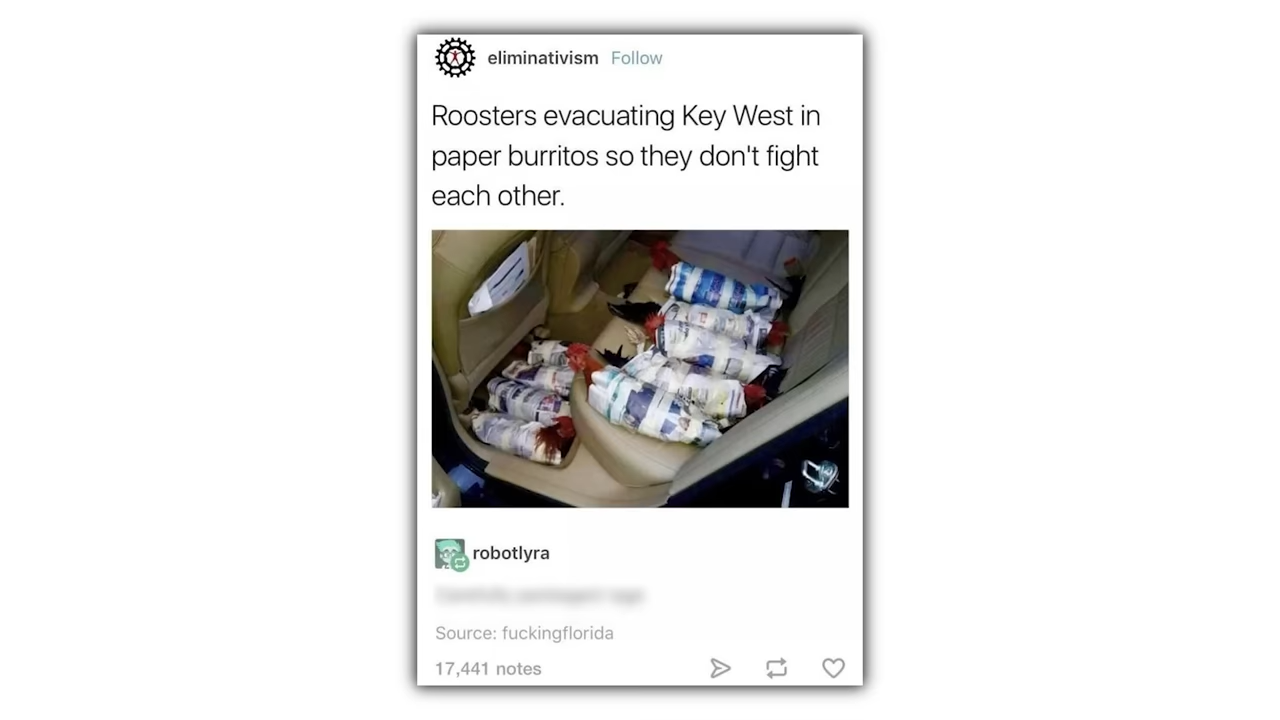 eliminativism Follow
Roosters evacuating Key West in
paper burritos so they don't fight
each other.
robotlyra
Source: fuckingflorida
17,441 notes